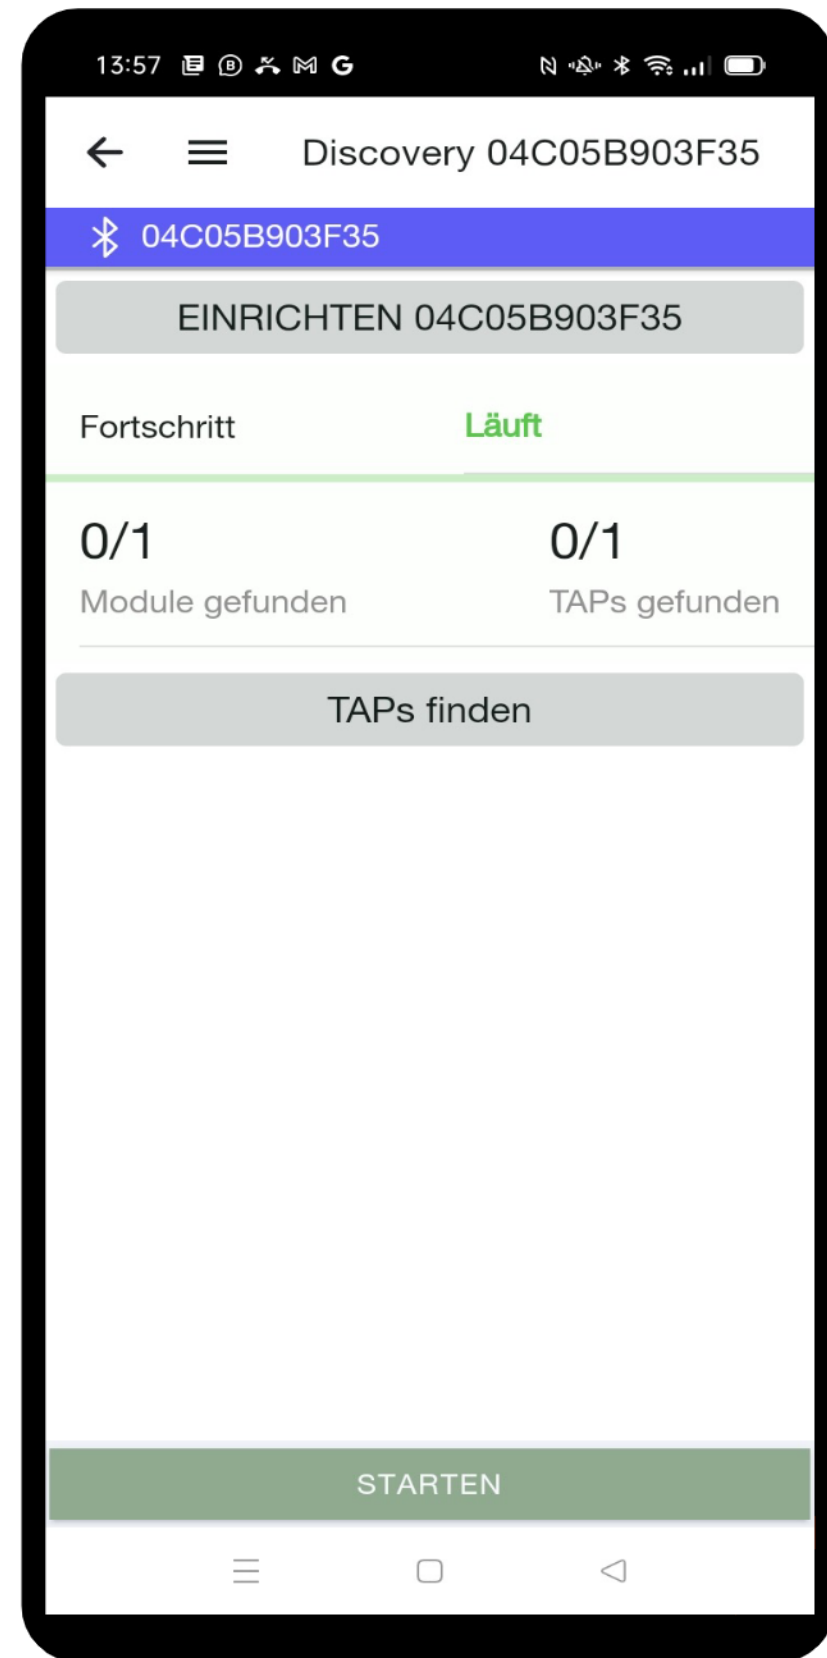 13:57
Discovery 04C05B903F35
04C05B903F35
EINRICHTEN 04C05B903F35
Fortschritt Läuft
0/1 0/1
Module gefunden TAPs gefunden
TAPs finden
STARTEN